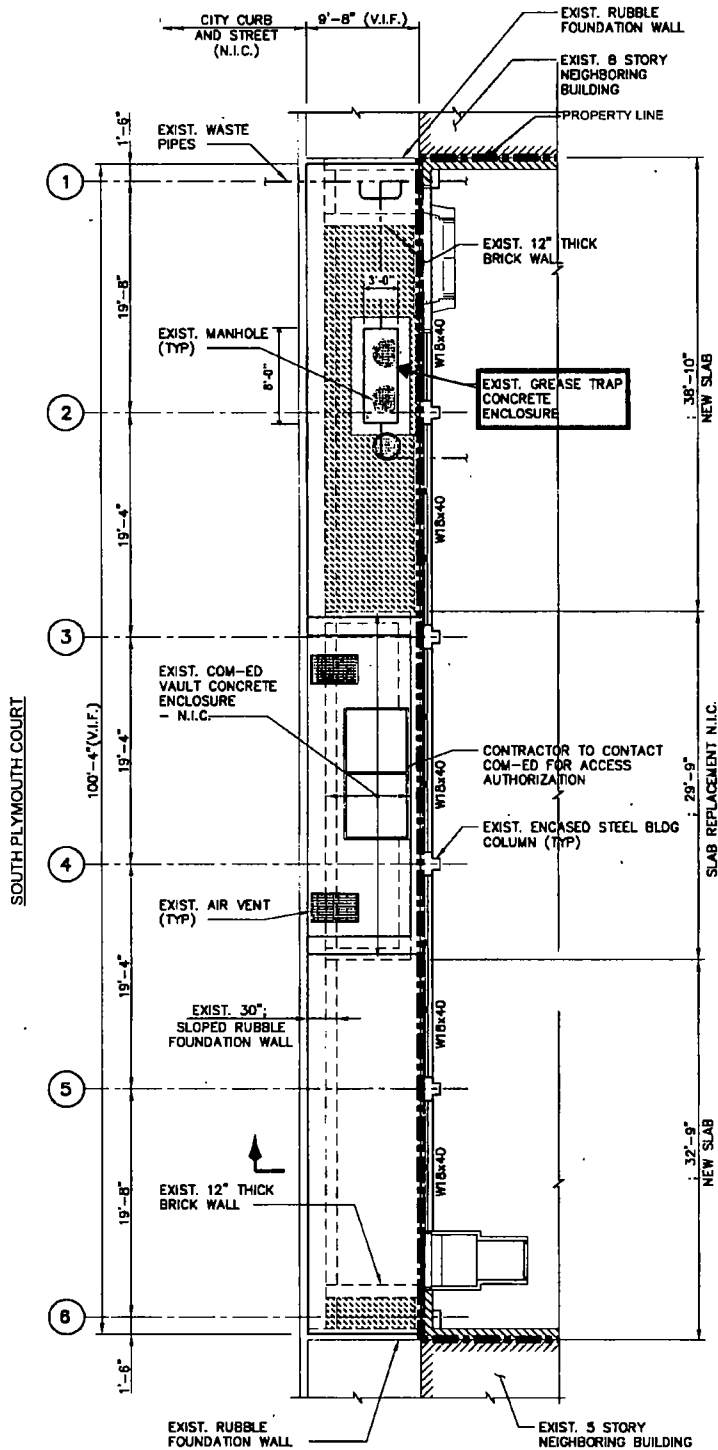 CITY CURB
AND STREET
(N.I.C.)
9'-8" (V.I.F.)
EXIST. RUBBLE
FOUNDATION WALL
EXIST. 8 STORY
NEIGHBORING
BUILDING
PROPERTY LINE
1'-6"
EXIST. WASTE
PIPES
1
EXIST. 12" THICK
BRICK WALL
3'-0"
19'-8"
EXIST. MANHOLE
(TYP)
8'-0"
W18x40
EXIST. GREASE TRAP
CONCRETE
ENCLOSURE
38'-10"
NEW SLAB
2
19'-4"
W18x40
3
SOUTH PLYMOUTH COURT
100'-4"(V.I.F.)
EXIST. COM-ED
VAULT CONCRETE
ENCLOSURE
- N.I.C.
19'-4"
W18x40
CONTRACTOR TO CONTACT
COM-ED FOR ACCESS
AUTHORIZATION
29'-9"
SLAB REPLACEMENT N.I.C.
EXIST. ENCASED STEEL BLDG
COLUMN (TYP)
4
EXIST. AIR VENT
(TYP)
19'-4"
EXIST. 30";
SLOPED RUBBLE
FOUNDATION WALL
W18x40
5
19'-8"
W18x40
32'-9"
NEW SLAB
EXIST. 12" THICK
BRICK WALL
6
1'-6"
EXIST. RUBBLE
FOUNDATION WALL
EXIST. 5 STORY
NEIGHBORING BUILDING